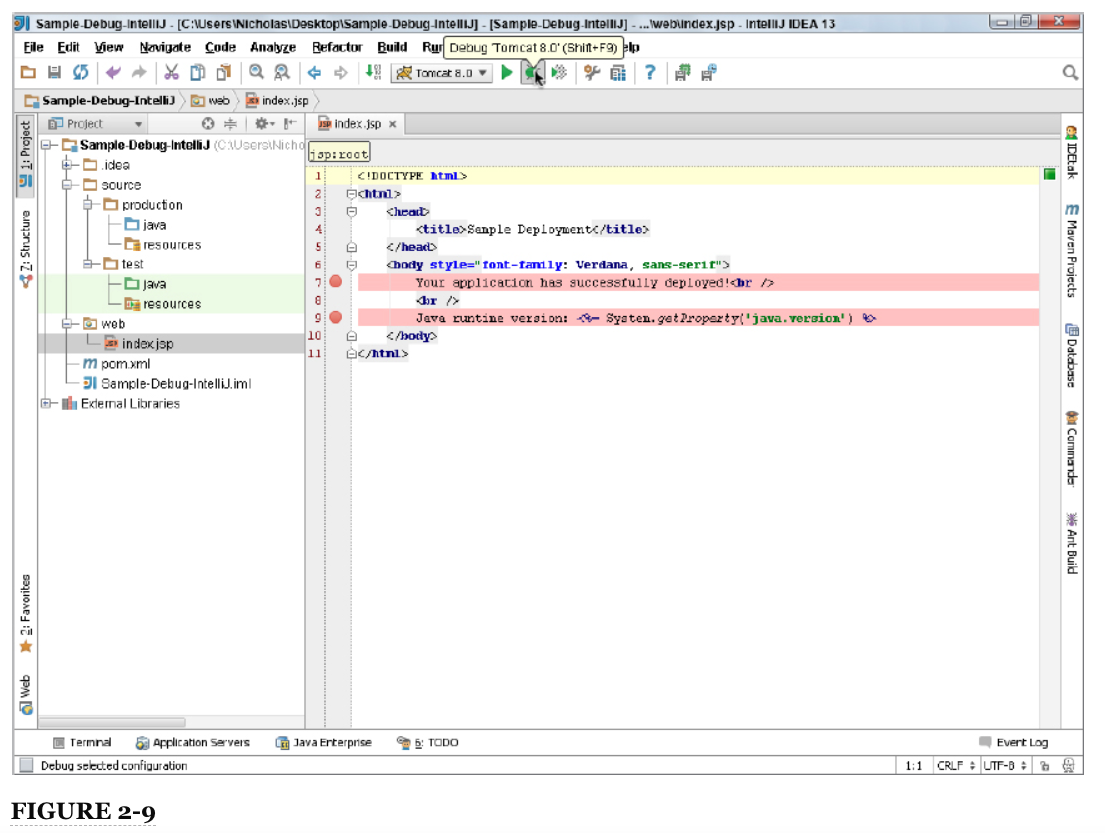 Sample-Debug-IntelliJ - [C:\Users\Nicholas\Desktop\Sample-Debug-IntelliJ] - [Sample-Debug-IntelliJ] - ...\web\index.jsp - IntelliJ IDEA 13
File Edit View Navigate Code Analyze Refactor Build Run elp
Debug 'Tomcat 8.0' (Shift+F9)
Tomcat 8.0
Sample-Debug-IntelliJ web index.jsp
Project
index.jsp
1: Project
7: Structure
2: Favorites
Web
Sample-Debug-IntelliJ (C:\Users\Nicho
.idea
source
production
java
resources
test
java
resources
web
index.jsp
pom.xml
Sample-Debug-IntelliJ.iml
External Libraries
jsp:root
1 <!DOCTYPE html>
2 <html>
3 <head>
4 <title>Sample Deployment</title>
5 </head>
6 <body style="font-family: Verdana, sans-serif">
7 Your application has successfully deployed!<br />
8 <br />
9 Java runtime version: <%= System.getProperty('java.version') %>
10 </body>
11 </html>
IDEtalk
Maven Projects
Database
Commander
Ant Build
Terminal Application Servers Java Enterprise 6: TODO Event Log
Debug selected configuration 1:1 CRLF UTF-8
FIGURE 2-9